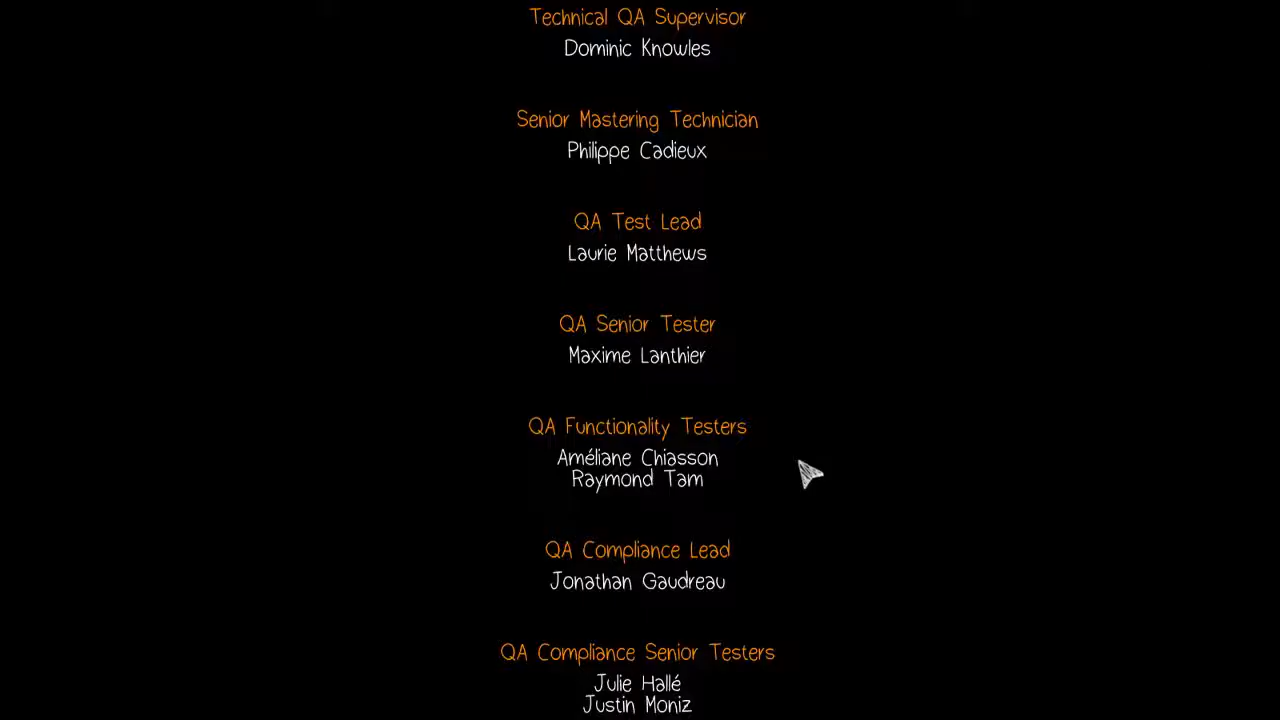 Technical QA Supervisor
Dominic Knowles
Senior Mastering Technician
Philippe Cadieux
QA Test Lead
Laurie Matthews
QA Senior Tester
Maxime Lanthier
QA Functionality Testers
Améliane Chiasson
Raymond Tam
QA Compliance Lead
Jonathan Gaudreau
QA Compliance Senior Testers
Julie Hallé
Justin Moniz